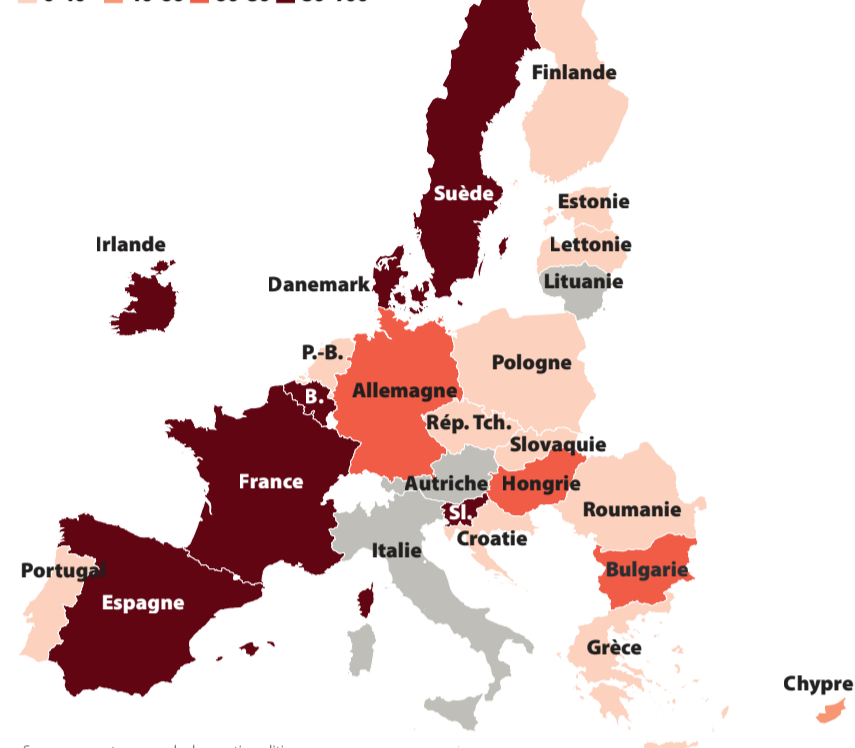 Finlande
Suède
Estonie
Irlande
Lettonie
Danemark
Lituanie
P.-B.
Pologne
Allemagne
B.
Rép. Tch.
Slovaquie
France
Autriche
Hongrie
Roumanie
Sl.
Croatie
Italie
Portugal
Bulgarie
Espagne
Grèce
Chypre